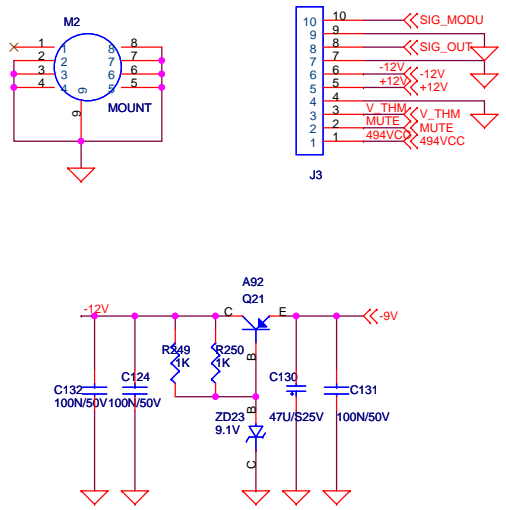 M2
J3
1
2
3
4
1
2
3
4
8
7
6
5
8
7
6
5
9
9
MOUNT
10
9
8
7
6
5
4
3
2
1
10
9
8
7
6
5
4
3
2
1
SIG_MODU
SIG_OUT
-12V
-12V
+12V
+12V
V_THM
V_THM
MUTE
MUTE
494VCC
494VCC
A92
Q21
-12V
C
E
B
-9V
R249
1K
R250
1K
C132
100N/50V
C124
100N/50V
C130
47U/S25V
C131
100N/50V
ZD23
9.1V
B
C